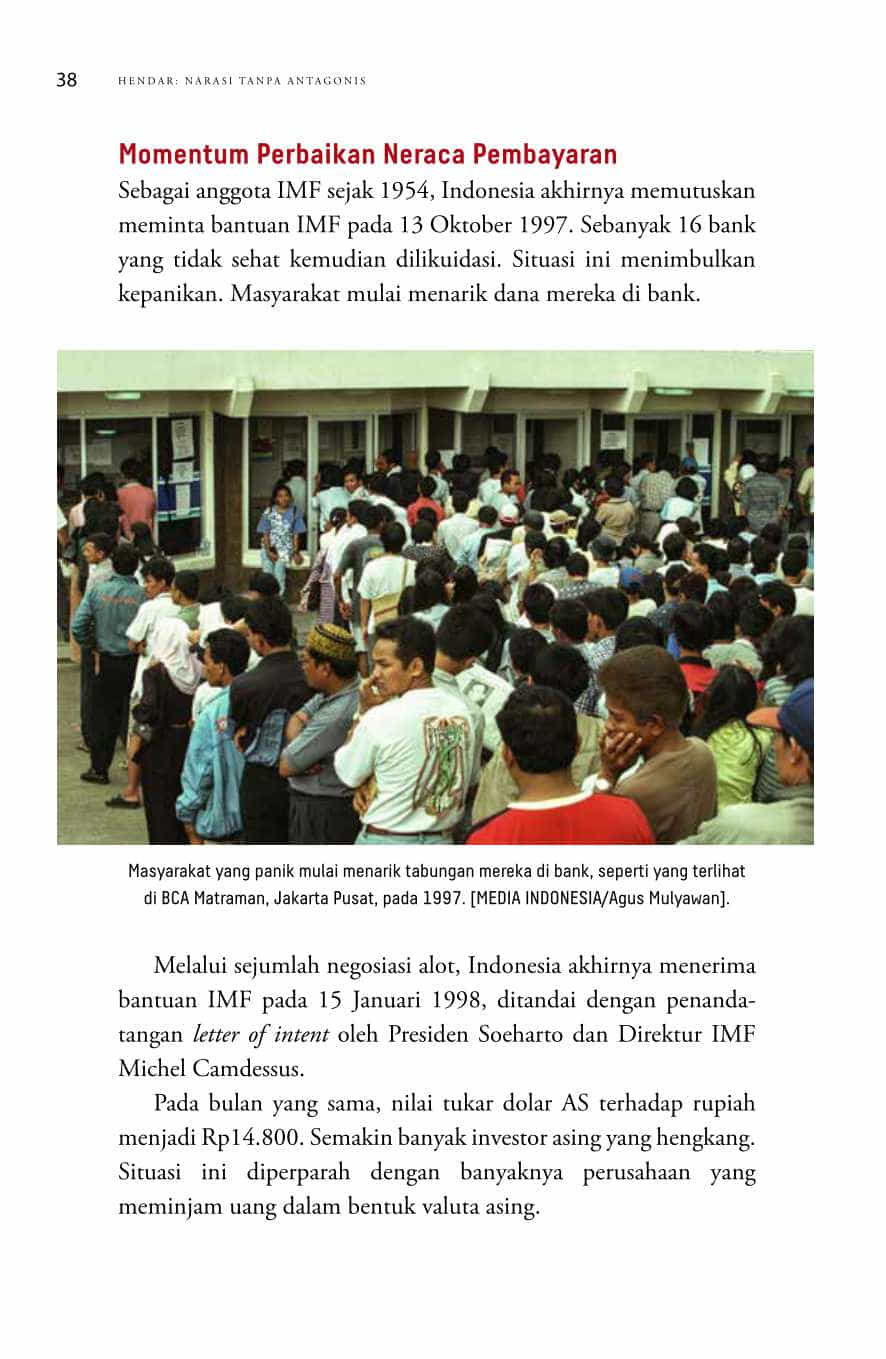 38
HENDAR: NARASI TANPA ANTAGONIS
Momentum Perbaikan Neraca Pembayaran
Sebagai anggota IMF sejak 1954, Indonesia akhirnya memutuskan
meminta bantuan IMF pada 13 Oktober 1997. Sebanyak 16 bank
yang tidak sehat kemudian dilikuidasi. Situasi ini menimbulkan
kepanikan. Masyarakat mulai menarik dana mereka di bank.
Masyarakat yang panik mulai menarik tabungan mereka di bank, seperti yang terlihat
di BCA Matraman, Jakarta Pusat, pada 1997. [MEDIA INDONESIA/Agus Mulyawan].
Melalui sejumlah negosiasi alot, Indonesia akhirnya menerima
bantuan IMF pada 15 Januari 1998, ditandai dengan penanda-
tangan letter of intent oleh Presiden Soeharto dan Direktur IMF
Michel Camdessus.
Pada bulan yang sama, nilai tukar dolar AS terhadap rupiah
menjadi Rp14.800. Semakin banyak investor asing yang hengkang.
Situasi ini diperparah dengan banyaknya perusahaan yang
meminjam uang dalam bentuk valuta asing.